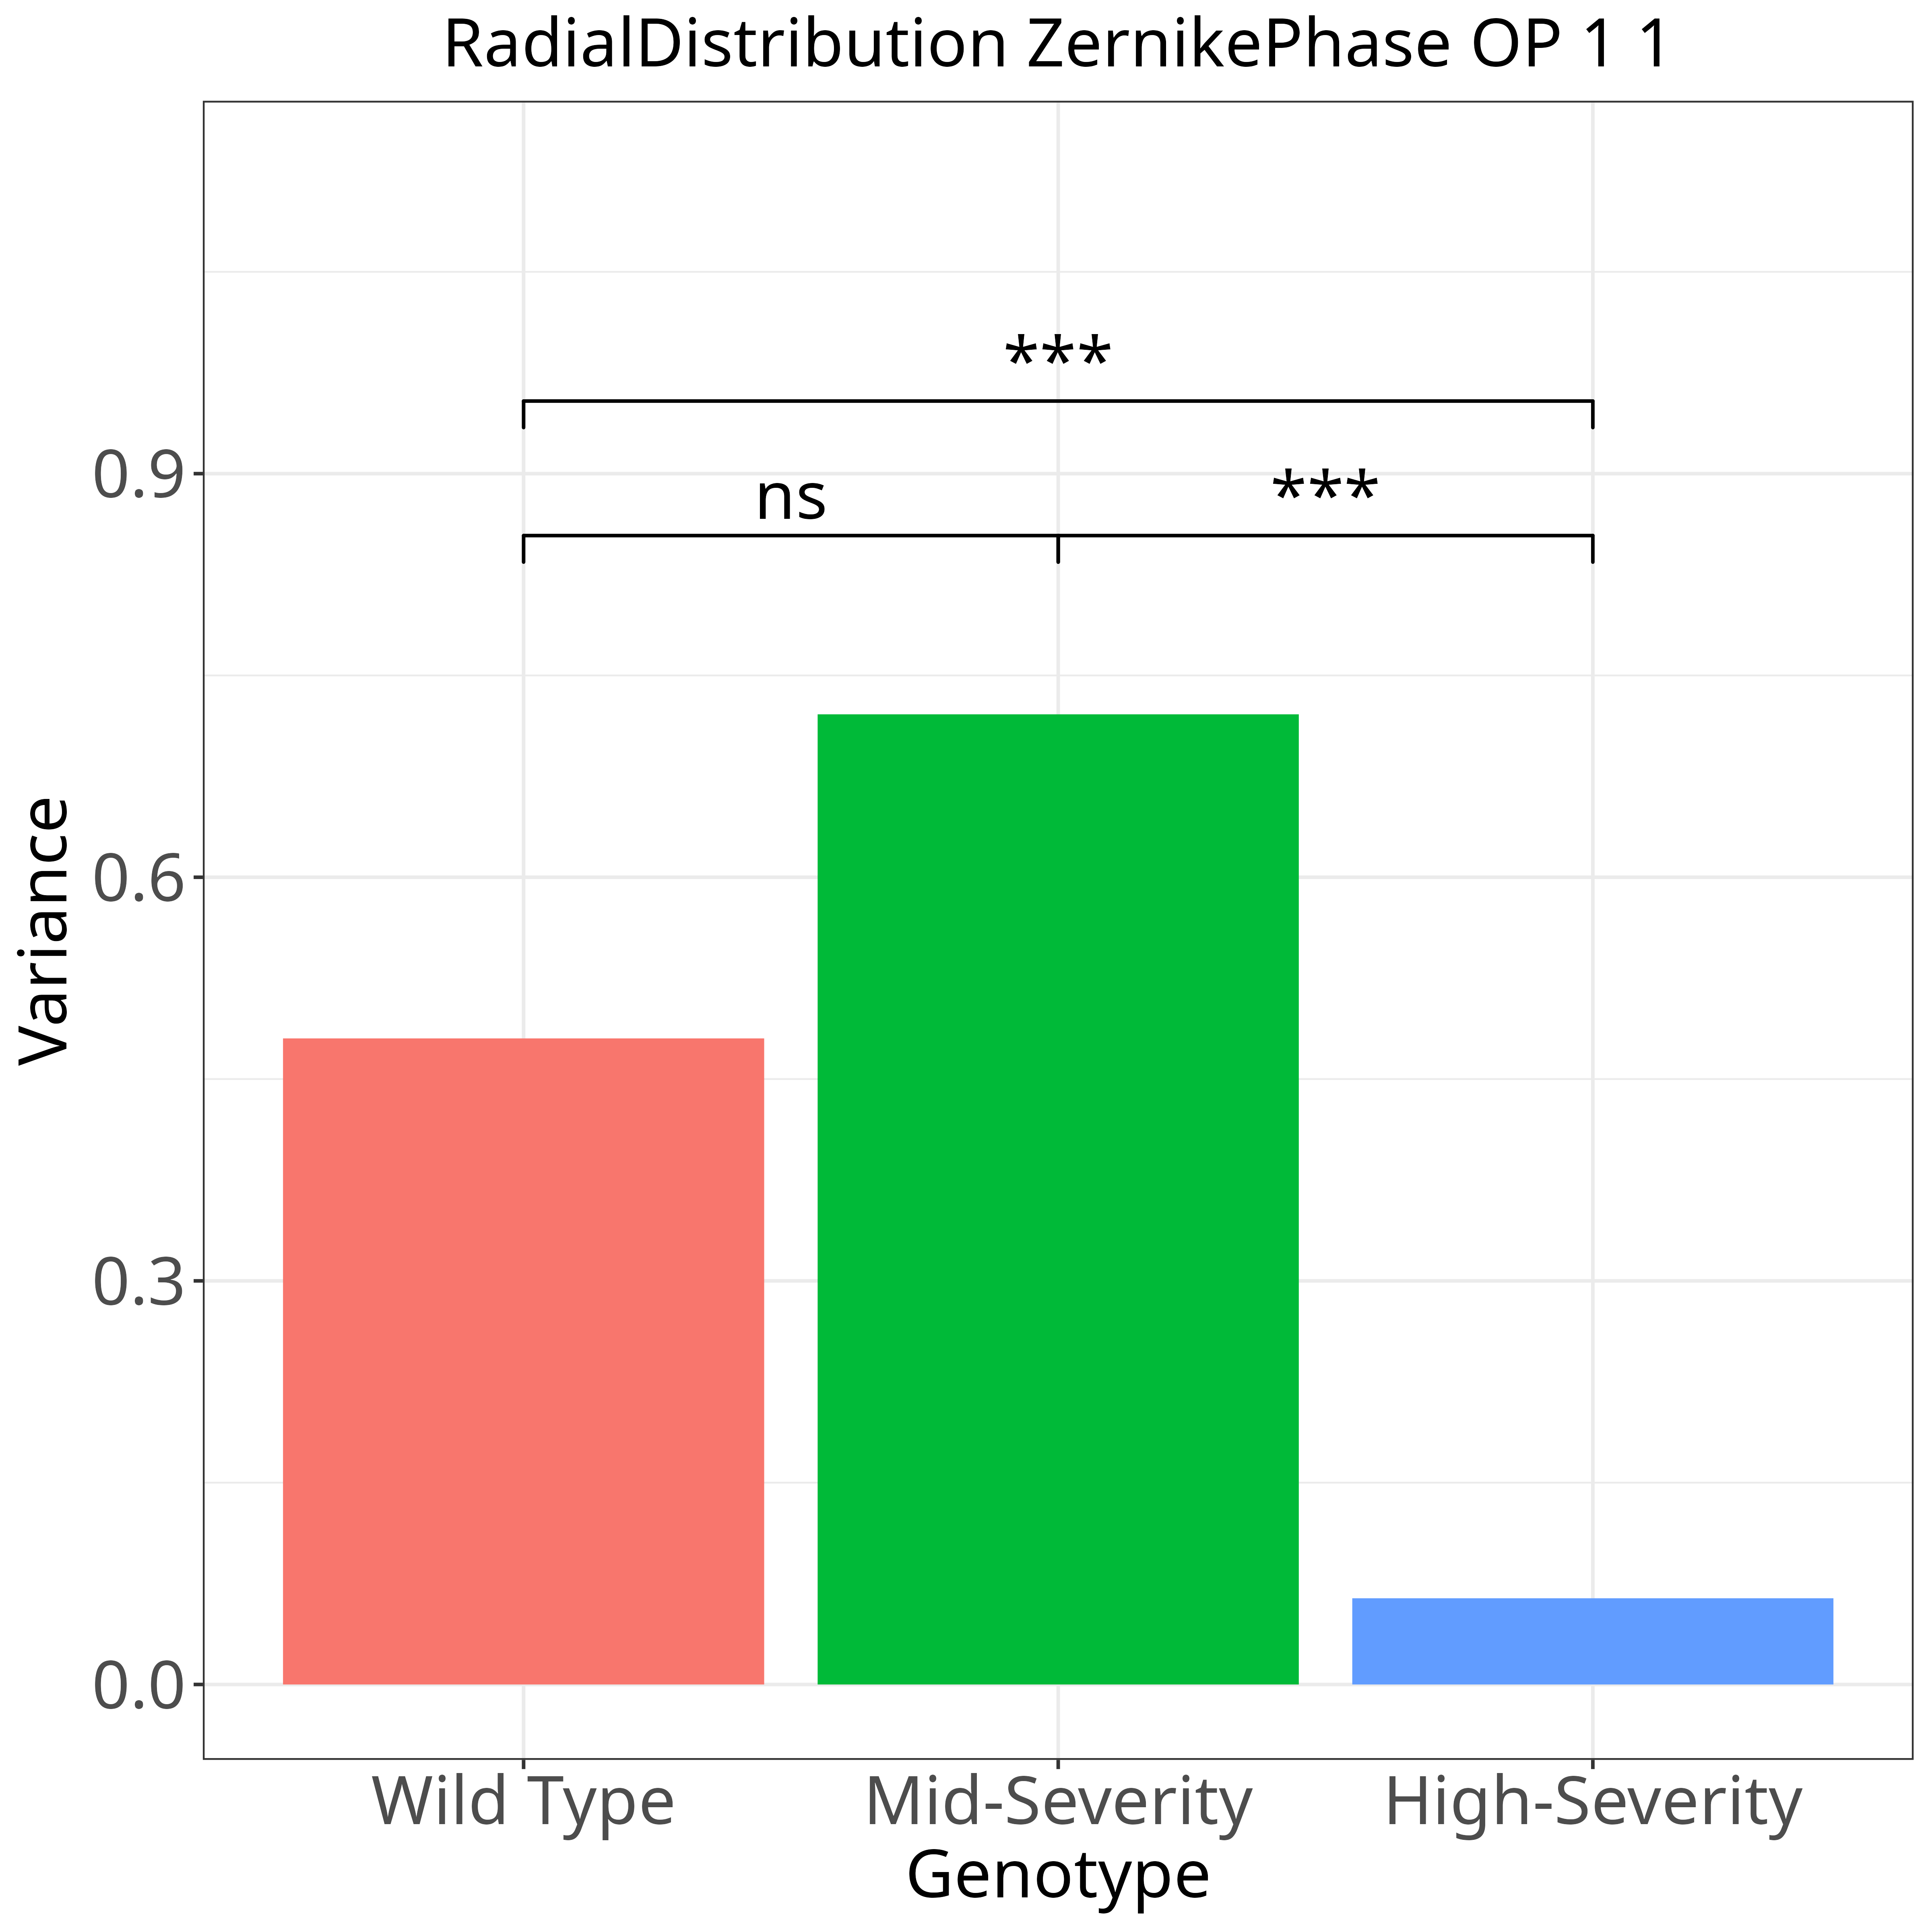 RadialDistribution ZernikePhase OP 1 1
***
0.9
ns ***
0.6
0.3
0.0
Variance
Wild Type Mid-Severity High-Severity
Genotype